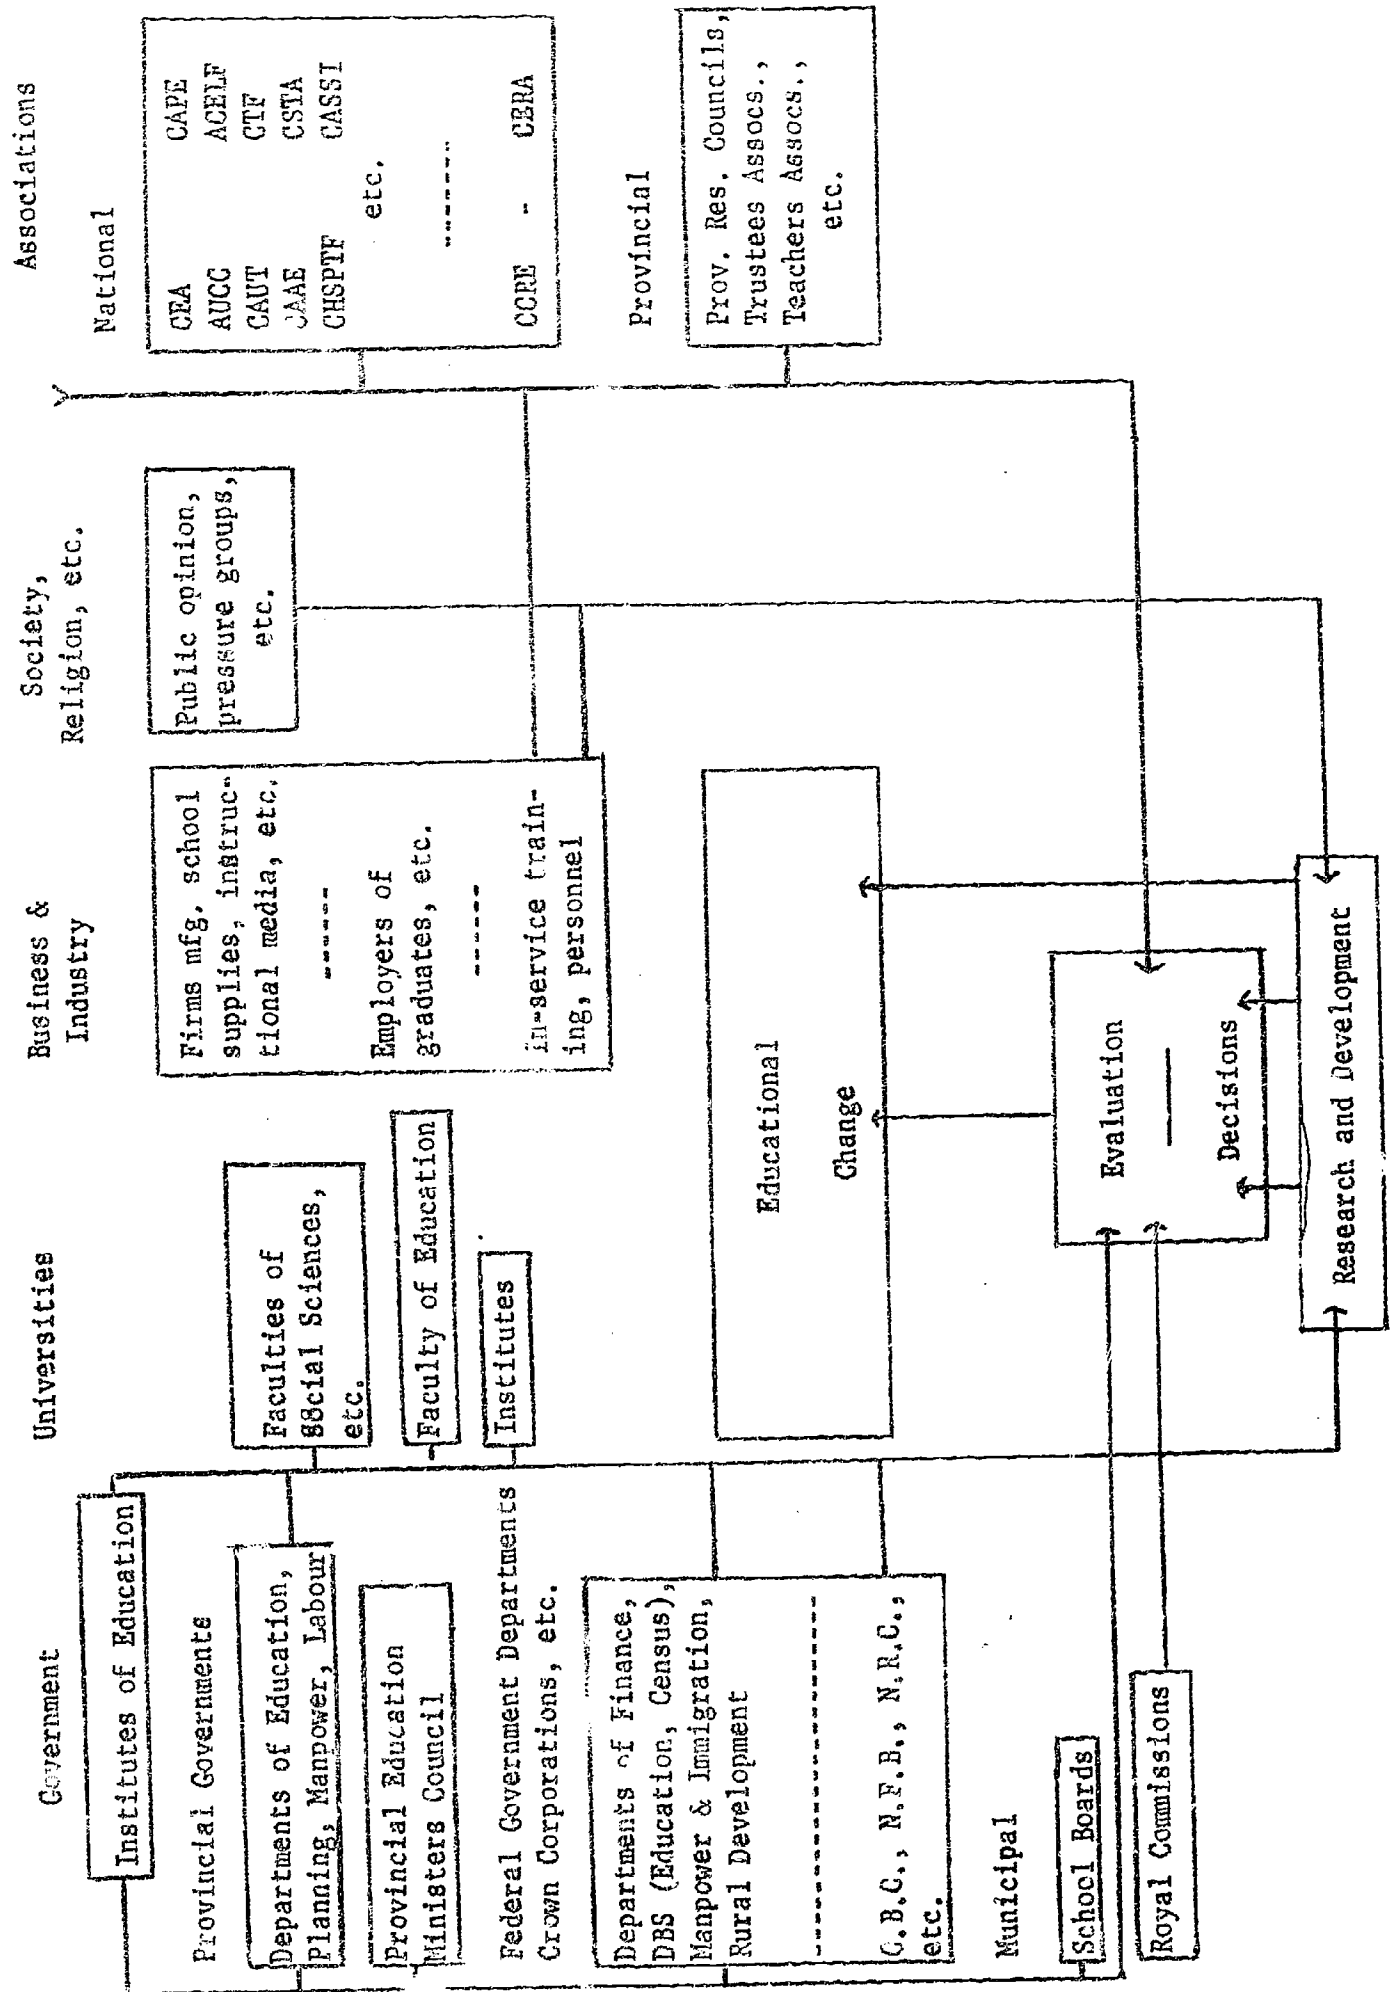 Government
Institutes of Education
Provincial Governments
Departments of Education,
Planning, Manpower, Labour
Provincial Education
Ministers Council
Federal Government Departments
Crown Corporations, etc.
Departments of Finance,
DBS (Education, Census),
Manpower & Immigration,
Rural Development
--------------------
C.B.C., N.F.B., N.R.C.,
etc.
Municipal
School Boards
Royal Commissions
Universities
Faculties of
Social Sciences,
etc.
Faculty of Education
Institutes
Business &
Industry
Firms mfg. school
supplies, instruc-
tional media, etc.
------
Employers of
graduates, etc.
------
in-service train-
ing, personnel
Society,
Religion, etc.
Public opinion,
pressure groups,
etc.
Associations
National
CEA CAPE
AUCC ACELF
CAUT CTF
CAAE CSTA
CHSPTF CASSI
etc.
------
CCRE - CERA
Provincial
Prov. Res. Councils,
Trustees Assocs.,
Teachers Assocs.,
etc.
Educational
Change
Evaluation
Decisions
Research and Development